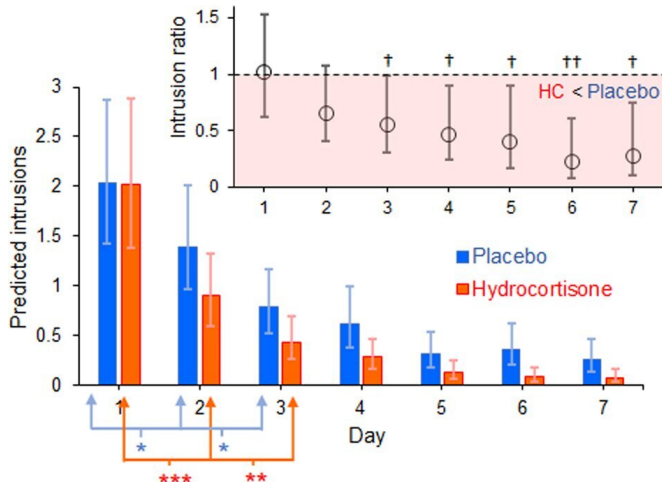 Intrusion ratio
1.5
1
0.5
0
† † † †† †
HC < Placebo
1 2 3 4 5 6 7
Predicted intrusions
3
2.5
2
1.5
1
0.5
0
Placebo
Hydrocortisone
1 2 3 4 5 6 7
Day
* *
*** **